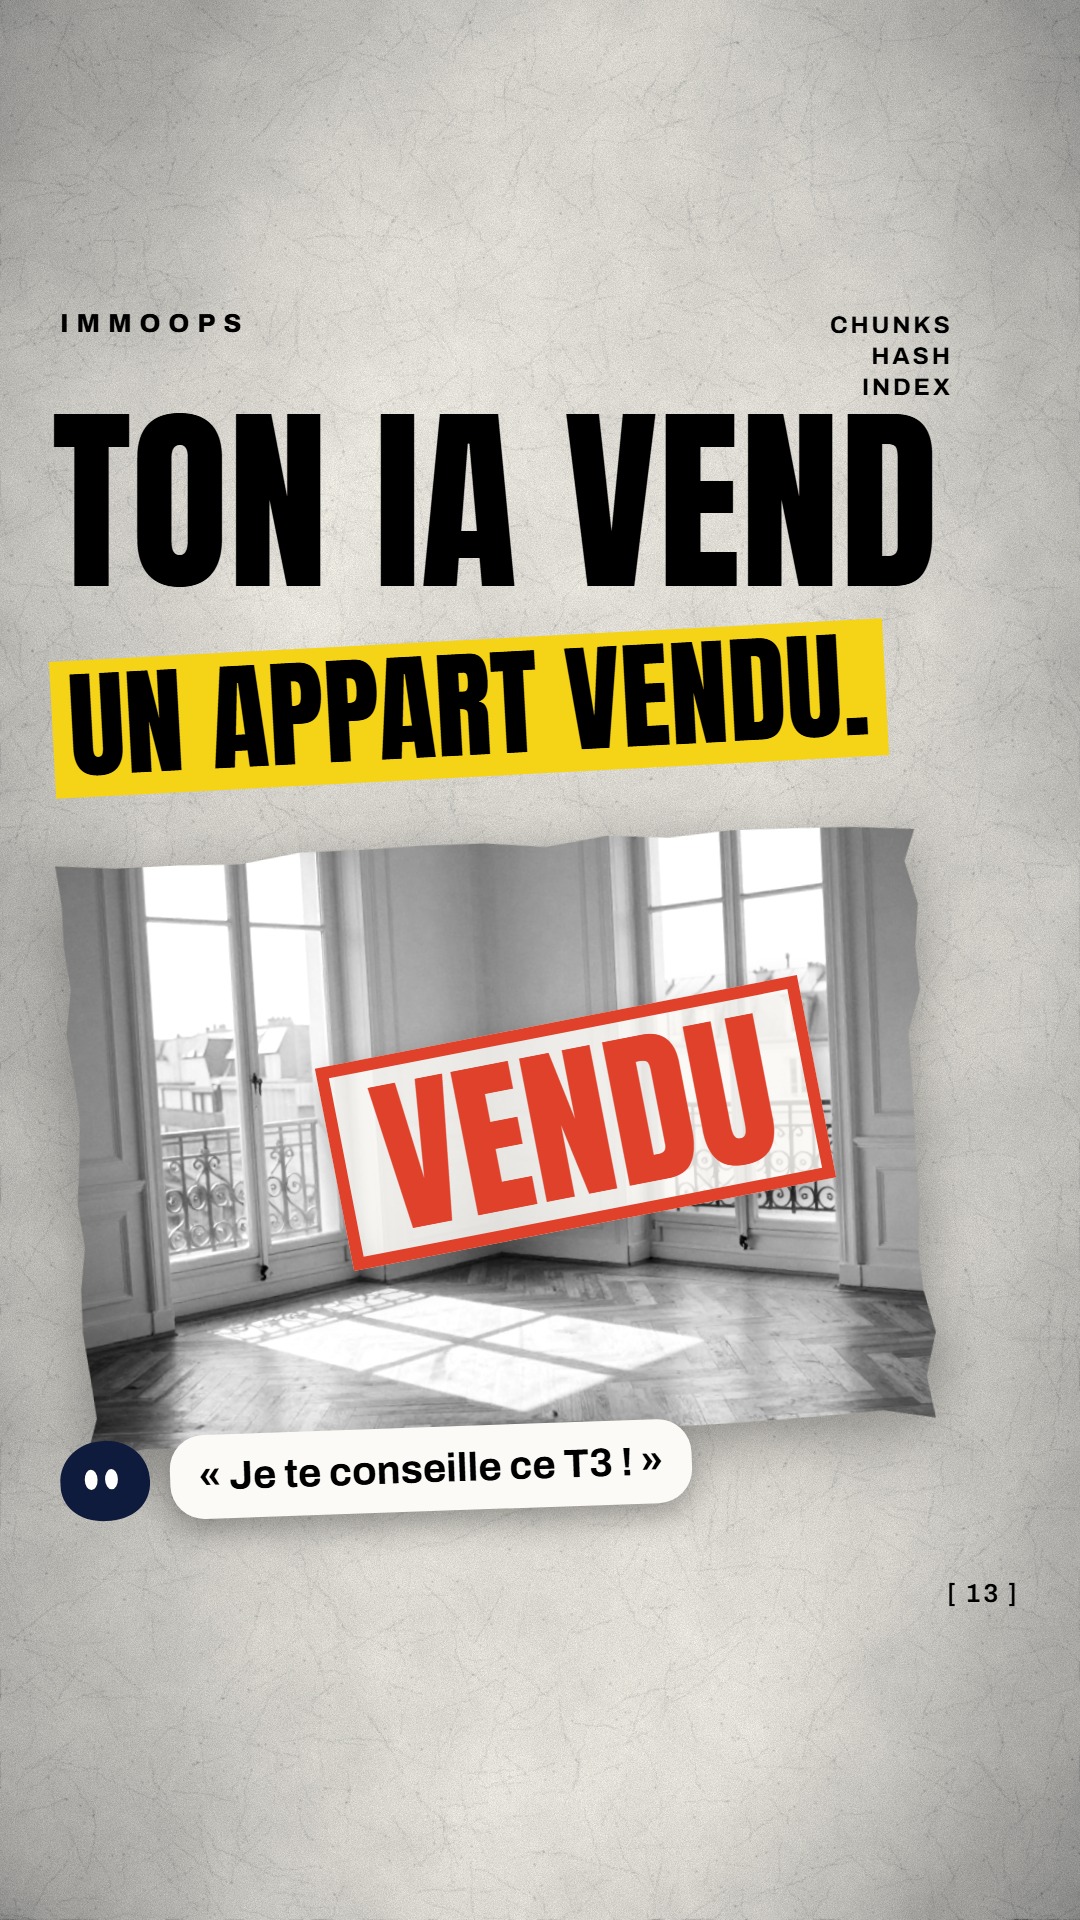 IMMOOPS
CHUNKS
HASH
INDEX
TON IA VEND
UN APPART VENDU.
VENDU
« Je te conseille ce T3 ! »
[ 13 ]